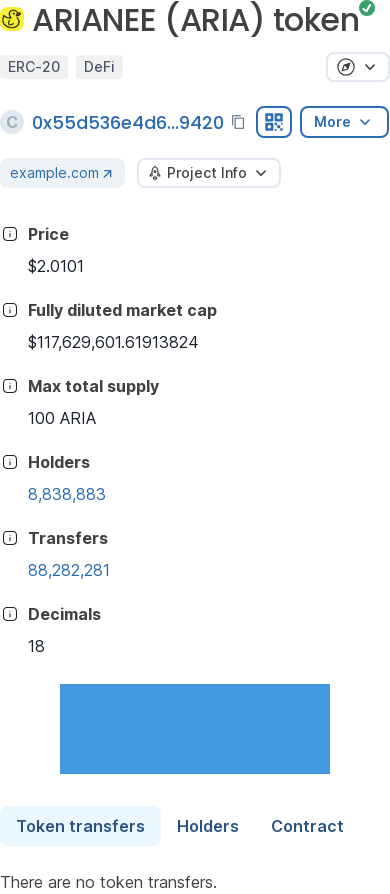 ARIANEE (ARIA) token
ERC-20 DeFi
C 0x55d536e4d6...9420 More
example.com Project Info
Price
$2.0101
Fully diluted market cap
$117,629,601.61913824
Max total supply
100 ARIA
Holders
8,838,883
Transfers
88,282,281
Decimals
18
Token transfers Holders Contract
There are no token transfers.